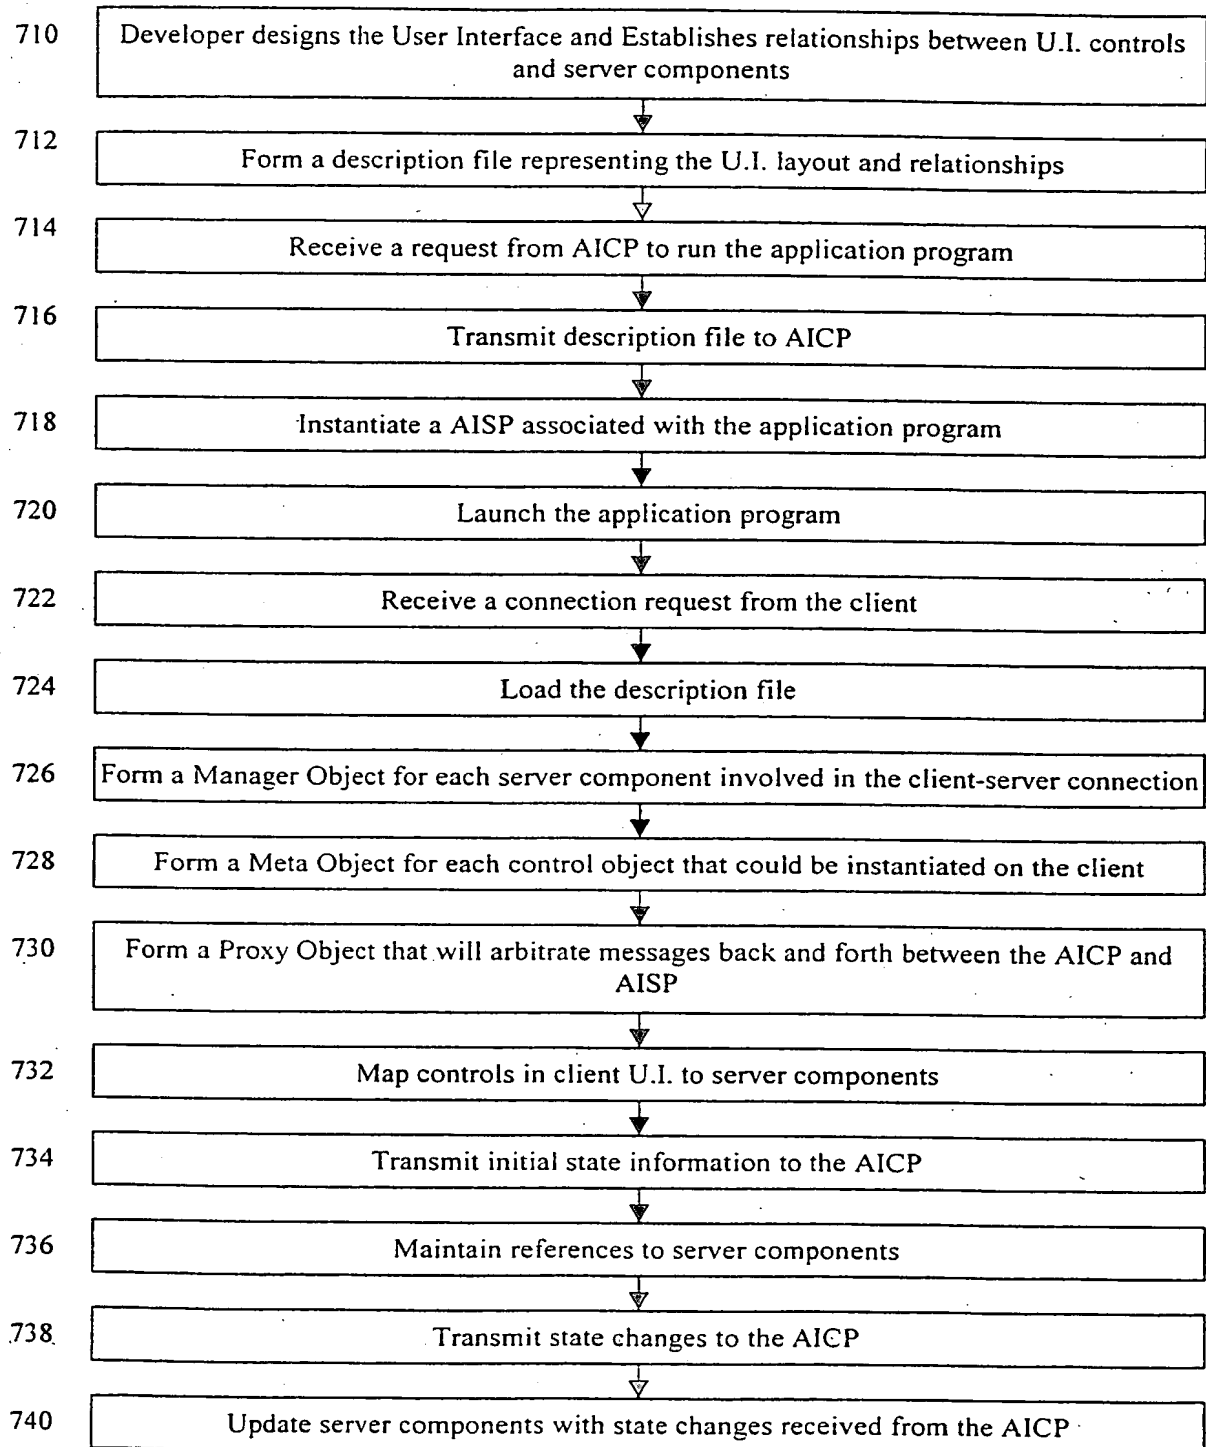 710
Developer designs the User Interface and Establishes relationships between U.I. controls
and server components
712
Form a description file representing the U.I. layout and relationships
714
Receive a request from AICP to run the application program
716
Transmit description file to AICP
718
Instantiate a AISP associated with the application program
720
Launch the application program
722
Receive a connection request from the client
724
Load the description file
726
Form a Manager Object for each server component involved in the client-server connection
728
Form a Meta Object for each control object that could be instantiated on the client
730
Form a Proxy Object that will arbitrate messages back and forth between the AICP and
AISP
732
Map controls in client U.I. to server components
734
Transmit initial state information to the AICP
736
Maintain references to server components
738
Transmit state changes to the AICP
740
Update server components with state changes received from the AICP